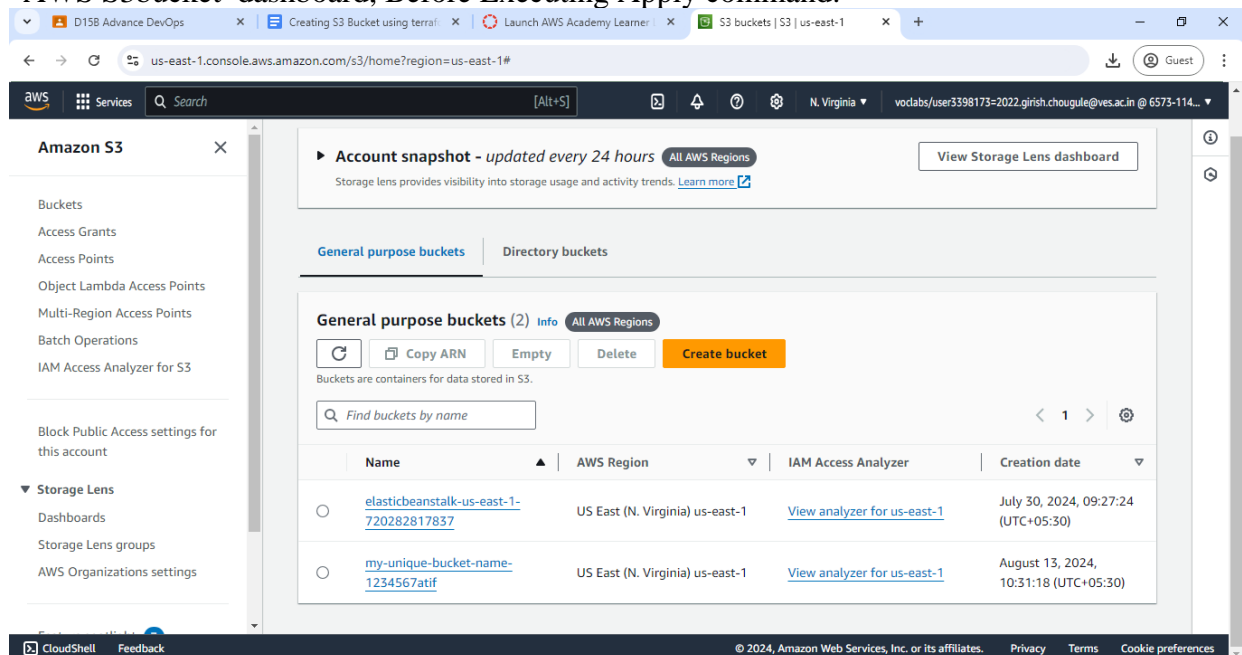 AWS S3bucket dashboard, Before Executing Apply command:
D15B Advance DevOps
Creating S3 Bucket using terraf
Launch AWS Academy Learner
S3 buckets | S3 | us-east-1
us-east-1.console.aws.amazon.com/s3/home?region=us-east-1#
Guest
aws Services Search [Alt+S] N. Virginia voclabs/user3398173=2022.girish.chougule@ves.ac.in @ 6573-114...
Amazon S3
Buckets
Access Grants
Access Points
Object Lambda Access Points
Multi-Region Access Points
Batch Operations
IAM Access Analyzer for S3
Block Public Access settings for
this account
Storage Lens
Dashboards
Storage Lens groups
AWS Organizations settings
Account snapshot - updated every 24 hours All AWS Regions
View Storage Lens dashboard
Storage lens provides visibility into storage usage and activity trends. Learn more
General purpose buckets Directory buckets
General purpose buckets (2) Info All AWS Regions
Copy ARN Empty Delete Create bucket
Buckets are containers for data stored in S3.
Find buckets by name
1
Name AWS Region IAM Access Analyzer Creation date
elasticbeanstalk-us-east-1-
720282817837
US East (N. Virginia) us-east-1
View analyzer for us-east-1
July 30, 2024, 09:27:24
(UTC+05:30)
my-unique-bucket-name-
1234567atif
US East (N. Virginia) us-east-1
View analyzer for us-east-1
August 13, 2024,
10:31:18 (UTC+05:30)
CloudShell Feedback © 2024, Amazon Web Services, Inc. or its affiliates. Privacy Terms Cookie preferences